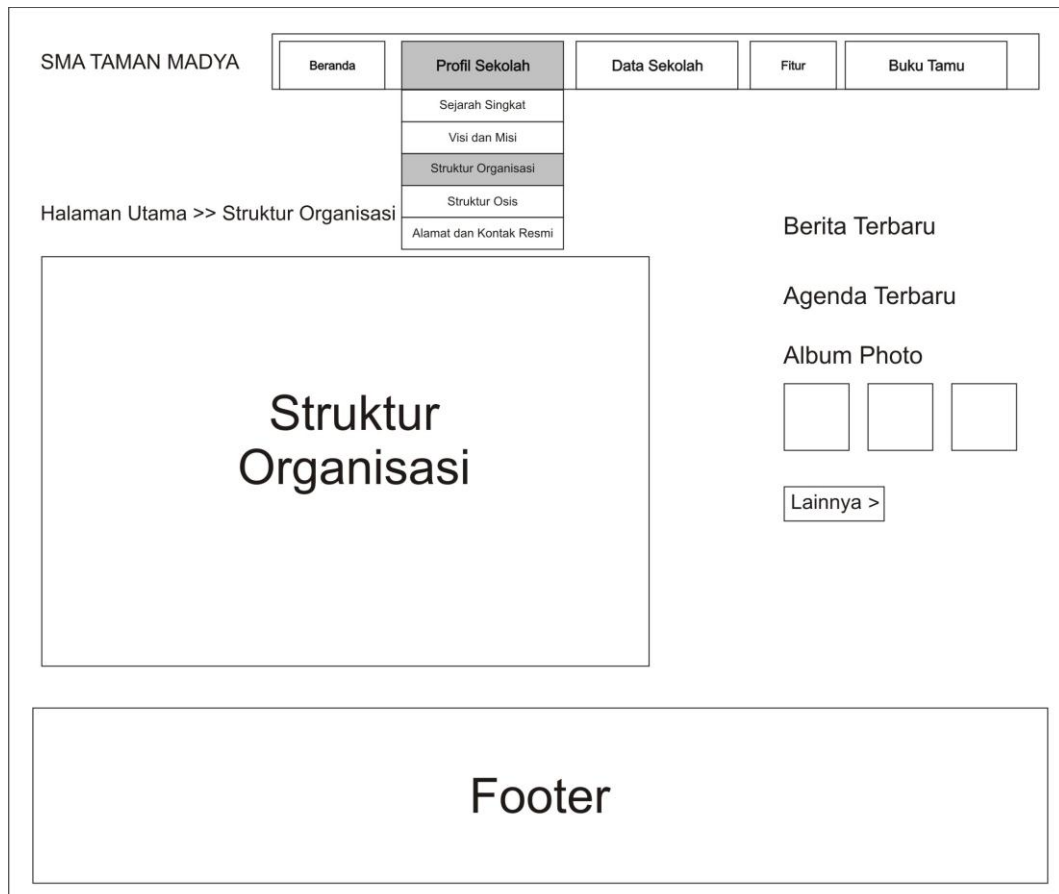 SMA TAMAN MADYA
Beranda
Profil Sekolah
Data Sekolah
Fitur
Buku Tamu
Sejarah Singkat
Visi dan Misi
Struktur Organisasi
Struktur Osis
Alamat dan Kontak Resmi
Halaman Utama >> Struktur Organisasi
Struktur
Organisasi
Berita Terbaru
Agenda Terbaru
Album Photo
Lainnya >
Footer